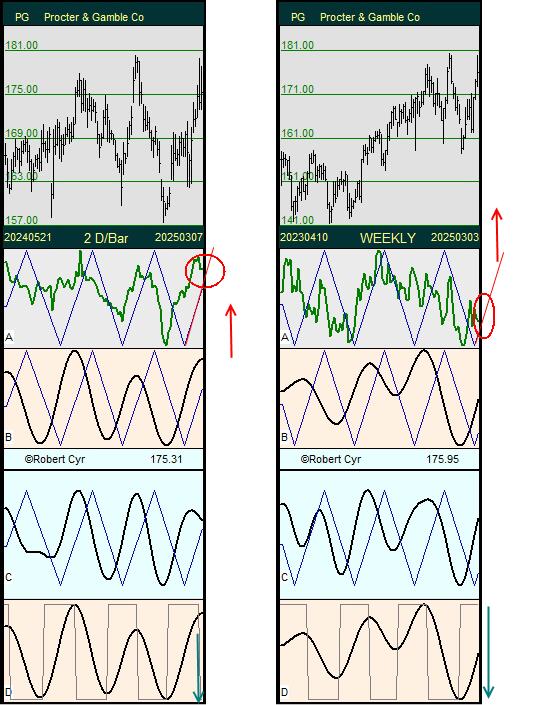 PG Procter & Gamble Co
181.00
175.00
169.00
163.00
157.00
20240521 2 D/Bar 20250307
A
B
©Robert Cyr 175.31
C
D
PG Procter & Gamble Co
181.00
171.00
161.00
151.00
141.00
20230410 WEEKLY 20250303
A
B
©Robert Cyr 175.95
C
D